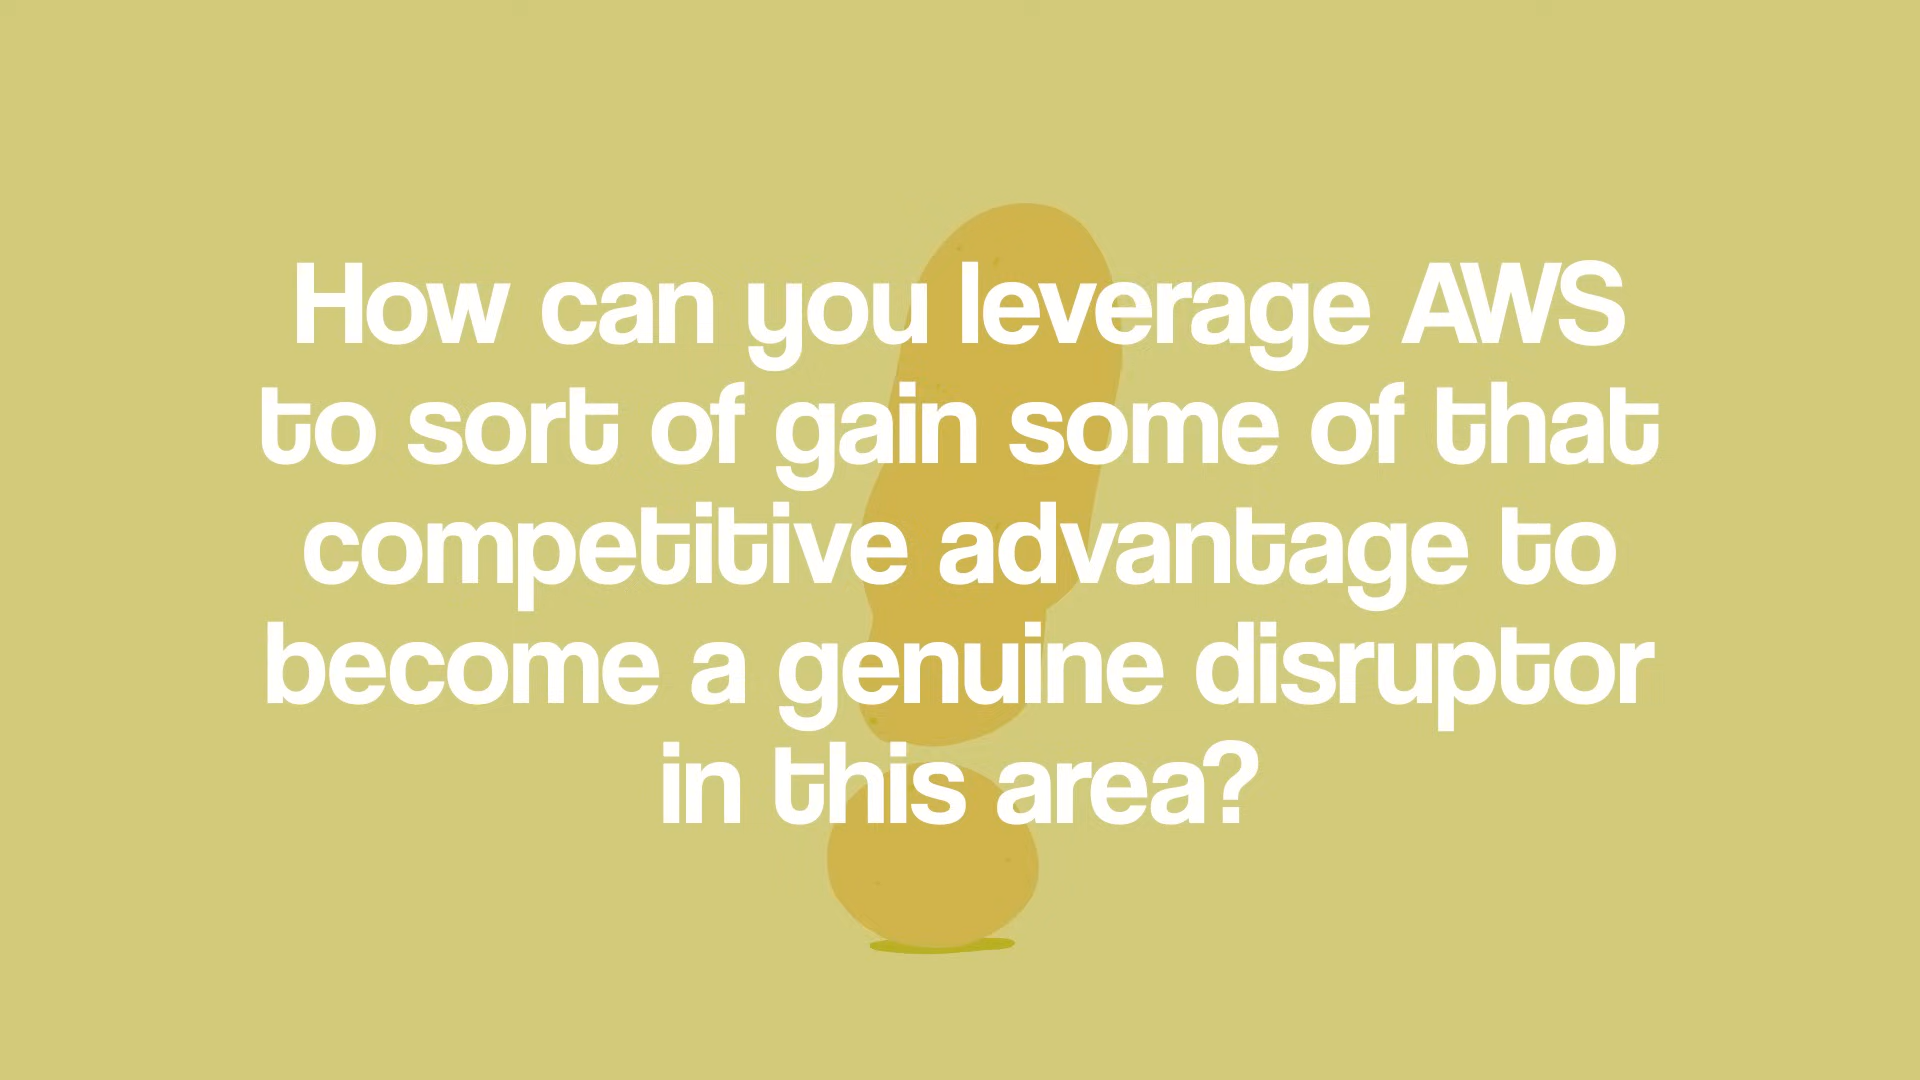 How can you leverage AWS
to sort of gain some of that
competitive advantage to
become a genuine disruptor
in this area?